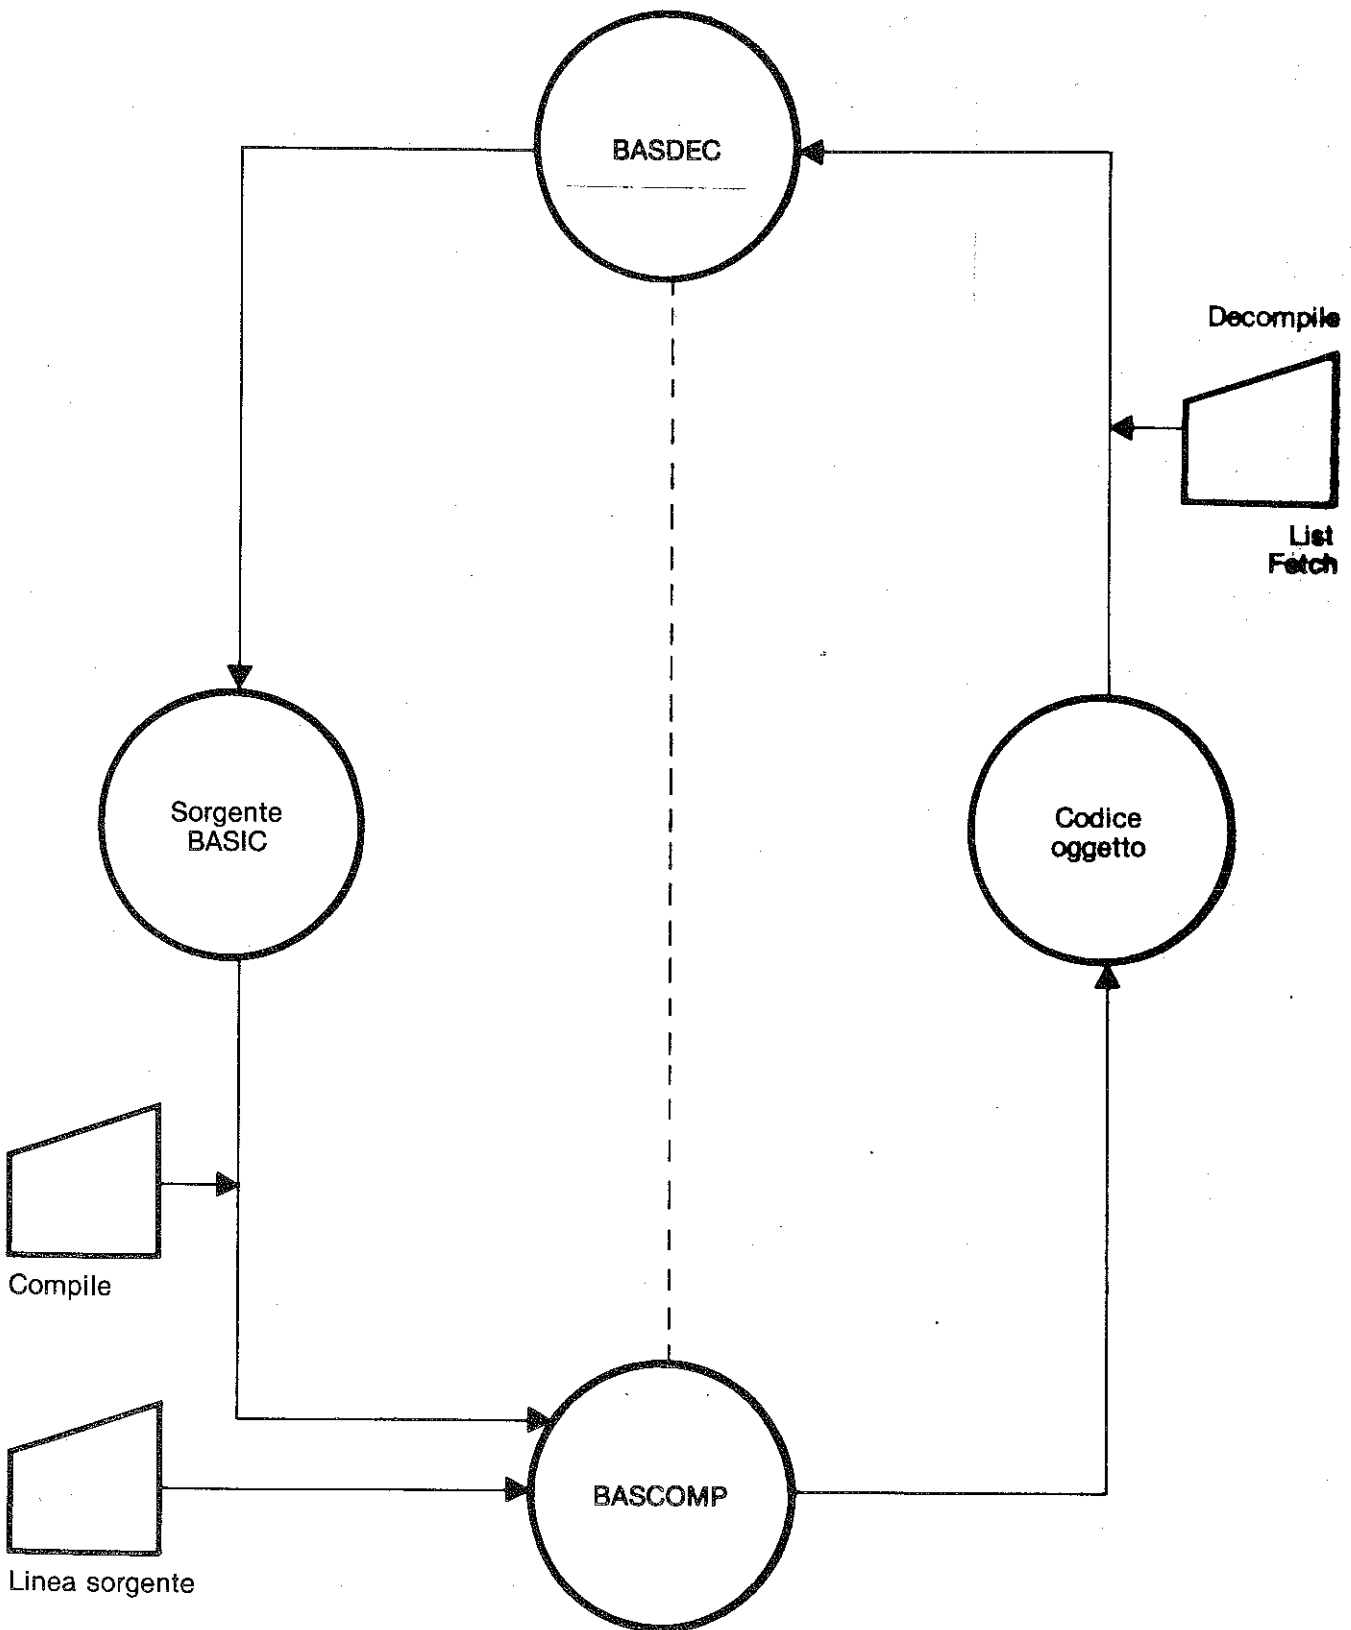 BASDEC
Decompile
List
Fetch
Sorgente
BASIC
Codice
oggetto
Compile
BASCOMP
Linea sorgente